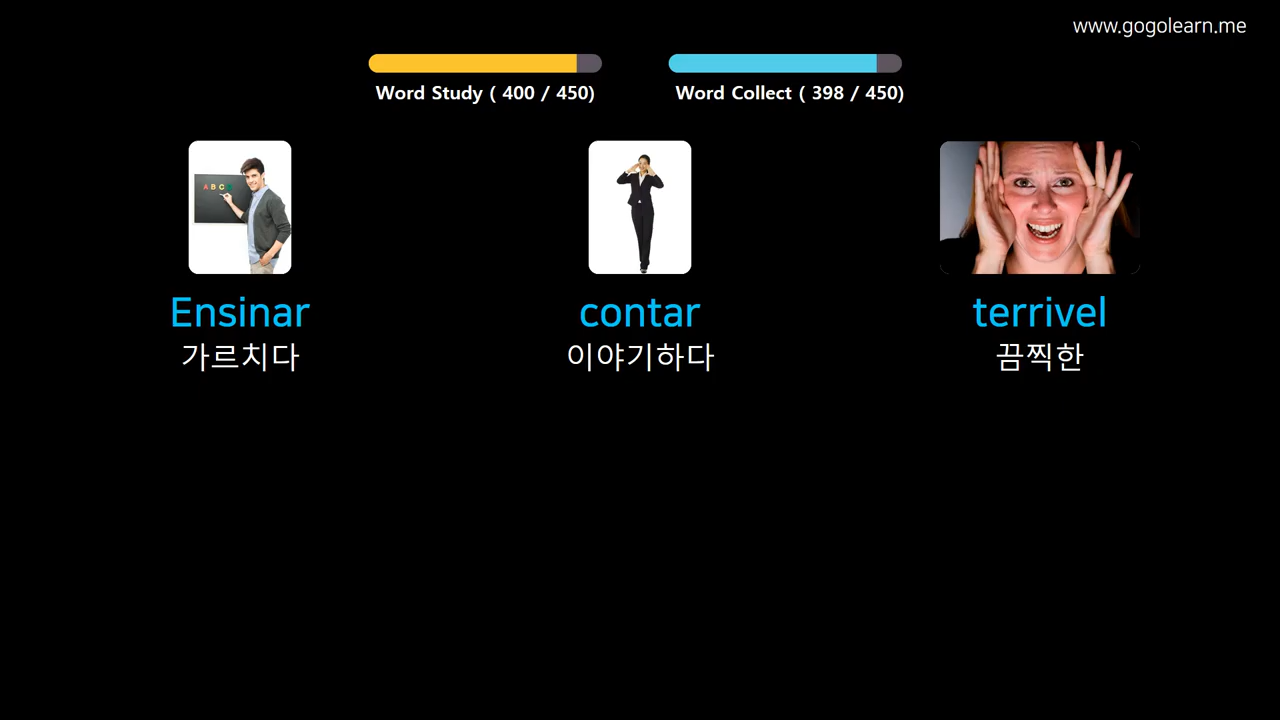 www.gogolearn.me
Word Study ( 400 / 450)
Word Collect ( 398 / 450)
A B C
Ensinar
contar
terrivel
가르치다
이야기하다
끔찍한